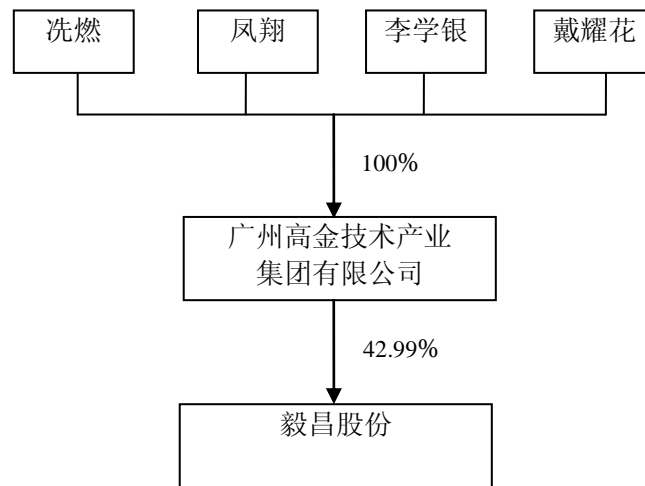 冼燃
凤翔
李学银
戴耀花
100%
广州高金技术产业
集团有限公司
42.99%
毅昌股份